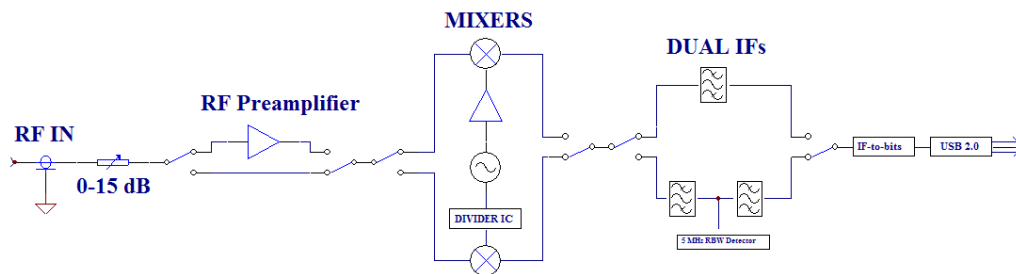 MIXERS
DUAL IFs
RF Preamplifier
RF IN
0-15 dB
DIVIDER IC
IF-to-bits
USB 2.0
5 MHz RBW Detector